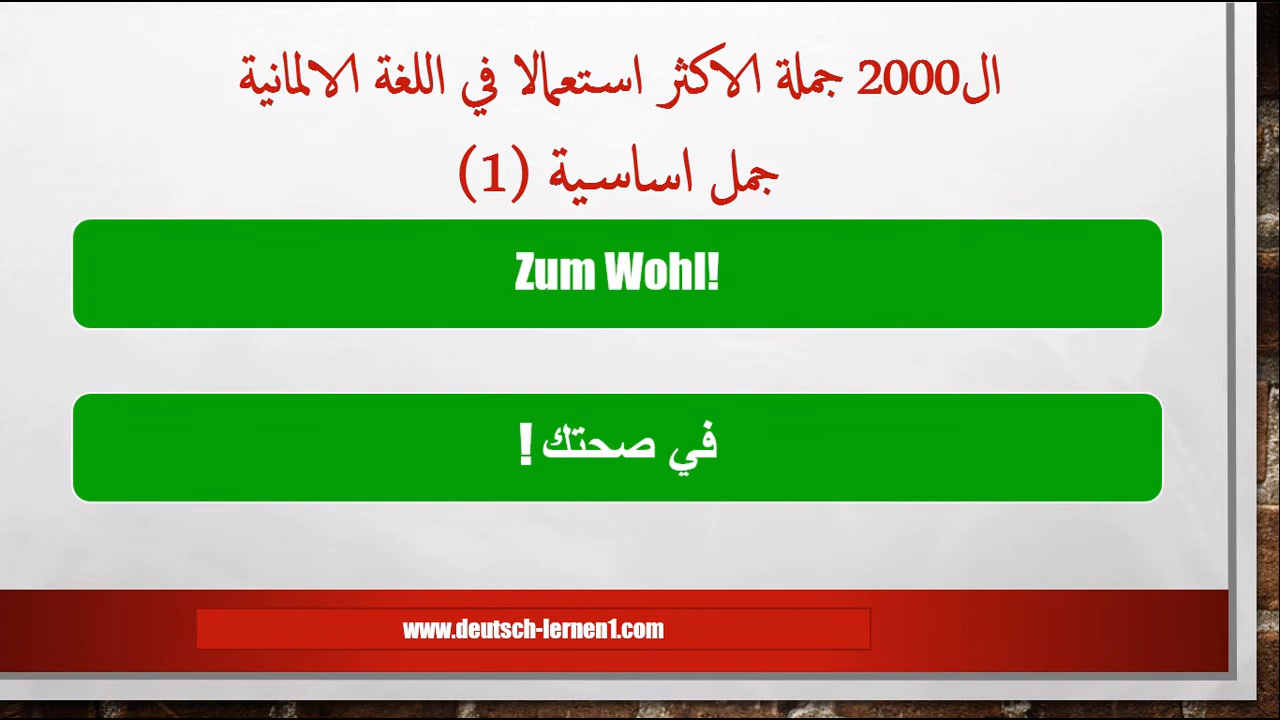 ال2000 جملة الاكثر استعمالا في اللغة الالمانية
جمل اساسية (1)
Zum Wohl!
في صحتك !
www.deutsch-lernen1.com